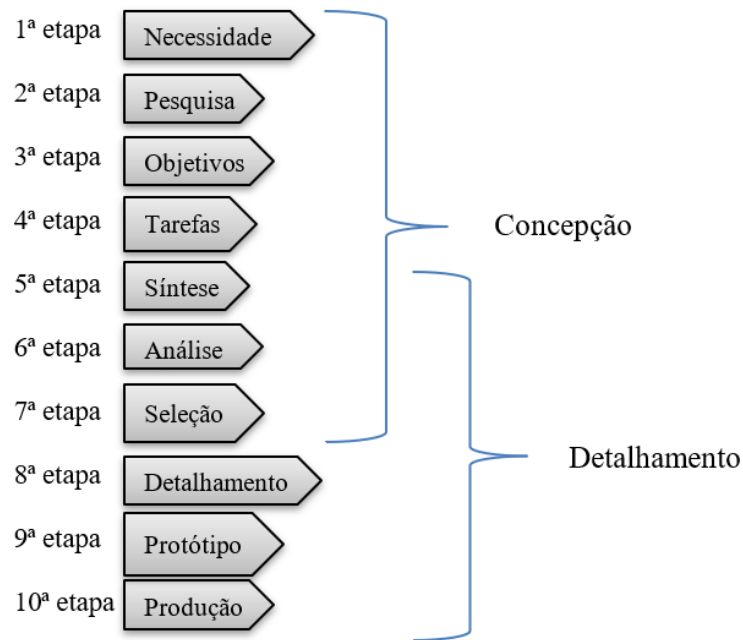 1ª etapa Necessidade
2ª etapa Pesquisa
3ª etapa Objetivos
4ª etapa Tarefas
Concepção
5ª etapa Síntese
6ª etapa Análise
7ª etapa Seleção
Detalhamento
8ª etapa Detalhamento
9ª etapa Protótipo
10ª etapa Produção